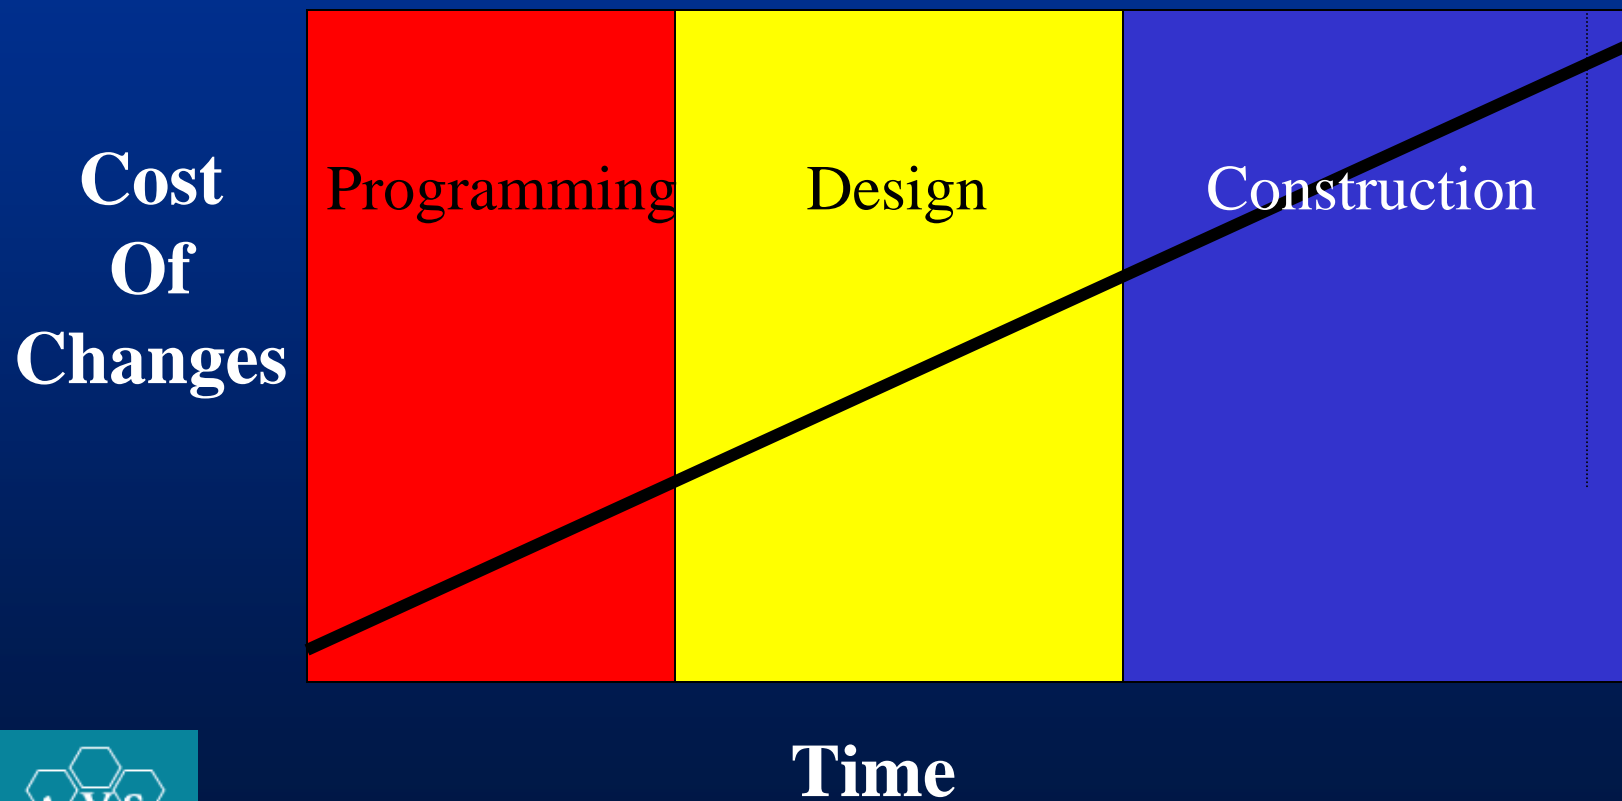 Cost
Of
Changes
Programming
Design
Construction
Time